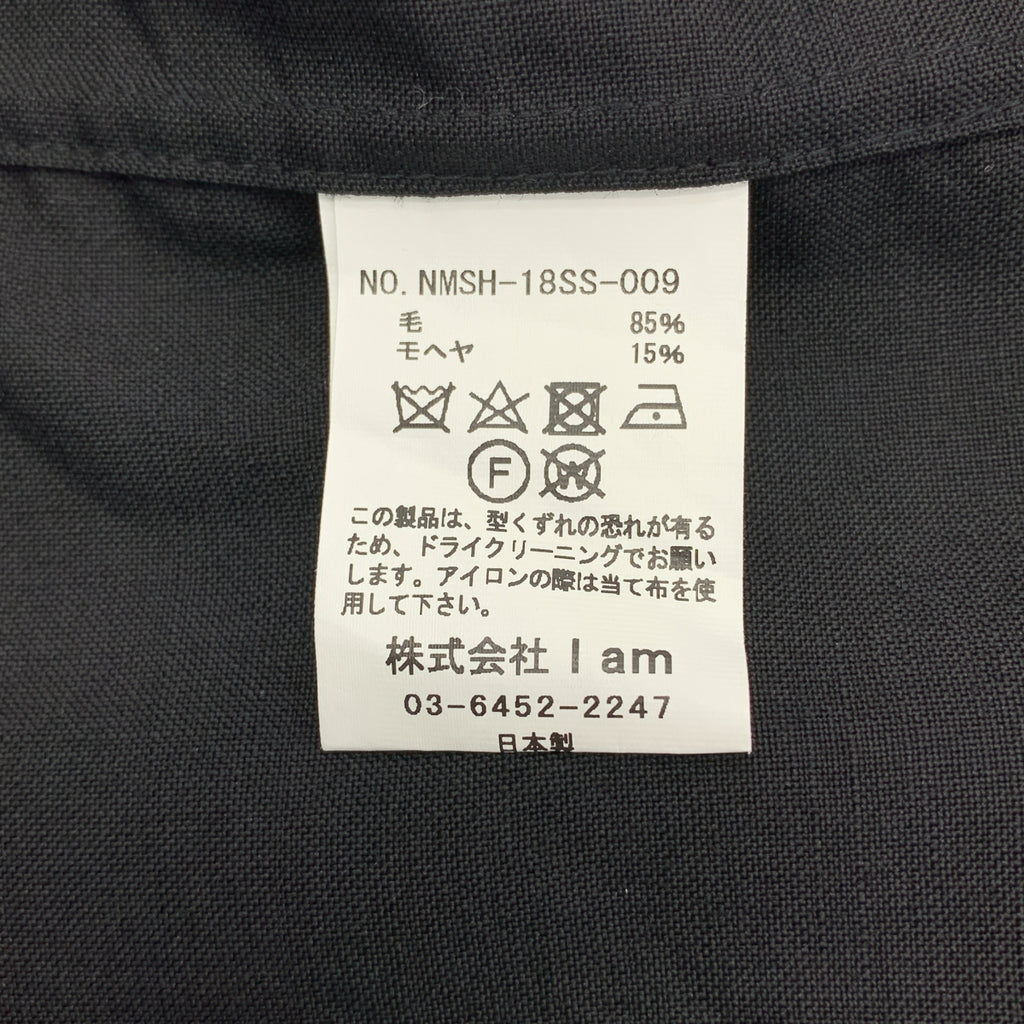 NO. NMSH-18SS-009
毛 85%
モヘヤ 15%
F W
この製品は、型くずれの恐れが有る
ため、ドライクリーニングでお願い
します。アイロンの際は当て布を使
用して下さい。
株式会社 I am
03-6452-2247
日本製